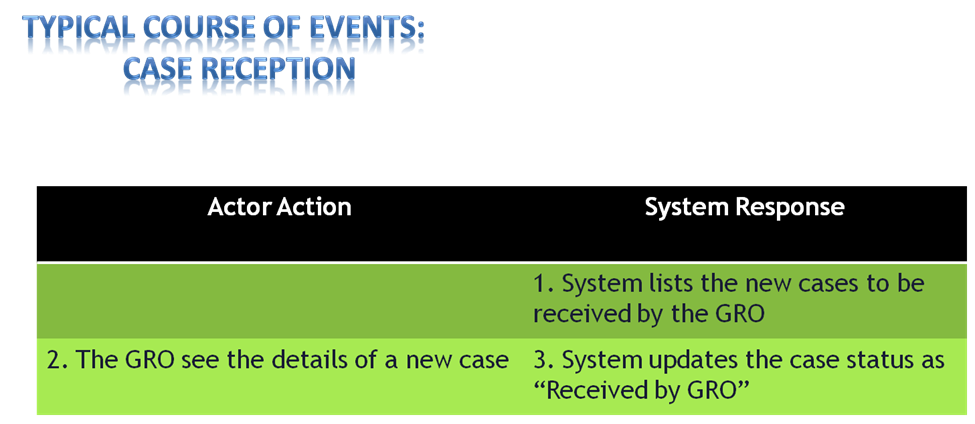 TYPICAL COURSE OF EVENTS:
CASE RECEPTION
Actor Action
System Response
1. System lists the new cases to be
received by the GRO
2. The GRO see the details of a new case
3. System updates the case status as
“Received by GRO”